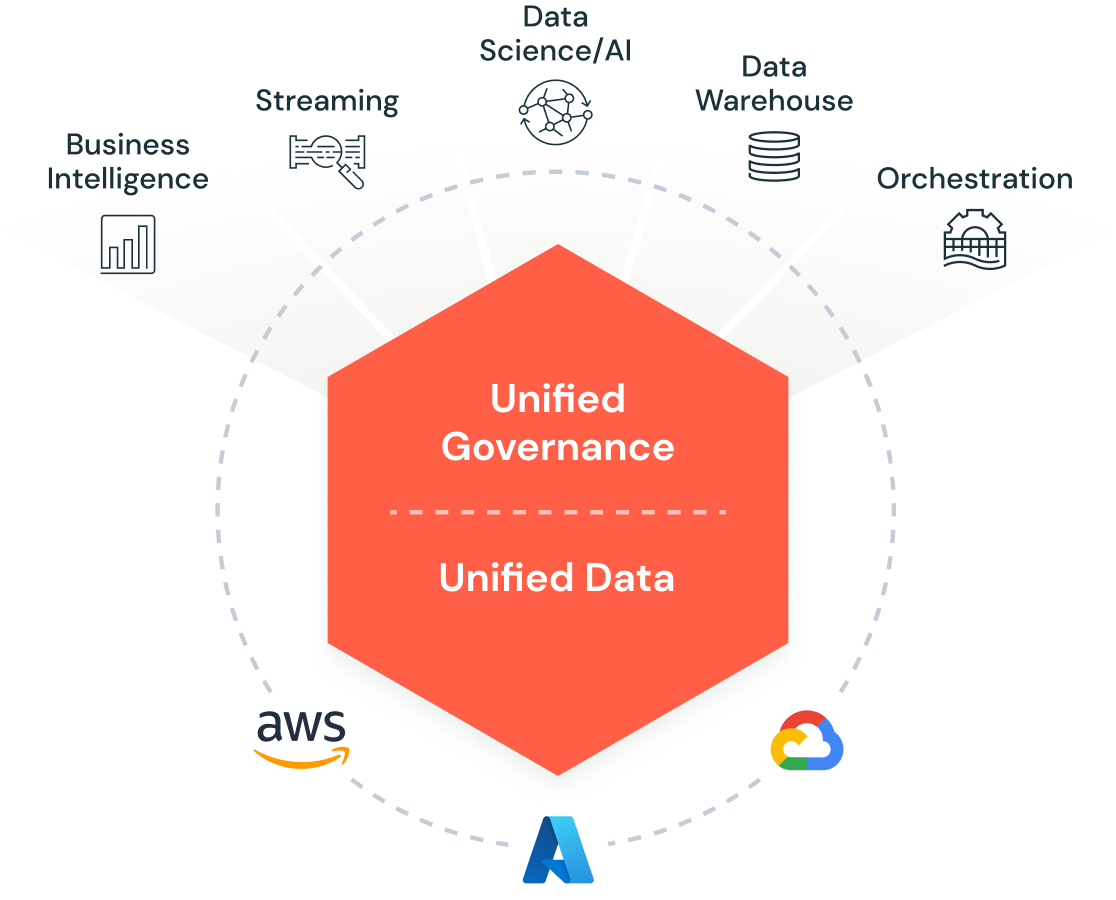 Data
Science/AI
Data
Warehouse
Streaming
Business
Intelligence
Orchestration
Unified
Governance
Unified Data
aws